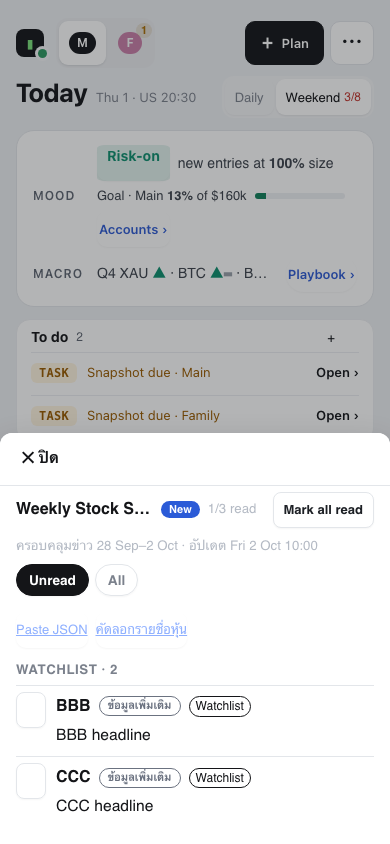 M F 1 + Plan ...
Today Thu 1 · US 20:30 Daily Weekend 3/8
Risk-on new entries at 100% size
MOOD Goal · Main 13% of $160k
Accounts ›
MACRO Q4 XAU ▲ · BTC ▲= · B... Playbook ›
To do 2 +
TASK Snapshot due · Main Open ›
TASK Snapshot due · Family Open ›
✕ ปิด
Weekly Stock S... New 1/3 read Mark all read
ครอบคลุมข่าว 28 Sep–2 Oct · อัปเดต Fri 2 Oct 10:00
Unread All
Paste JSON คัดลอกรายชื่อหุ้น
WATCHLIST · 2
BBB ข้อมูลเพิ่มเติม Watchlist
BBB headline
CCC ข้อมูลเพิ่มเติม Watchlist
CCC headline